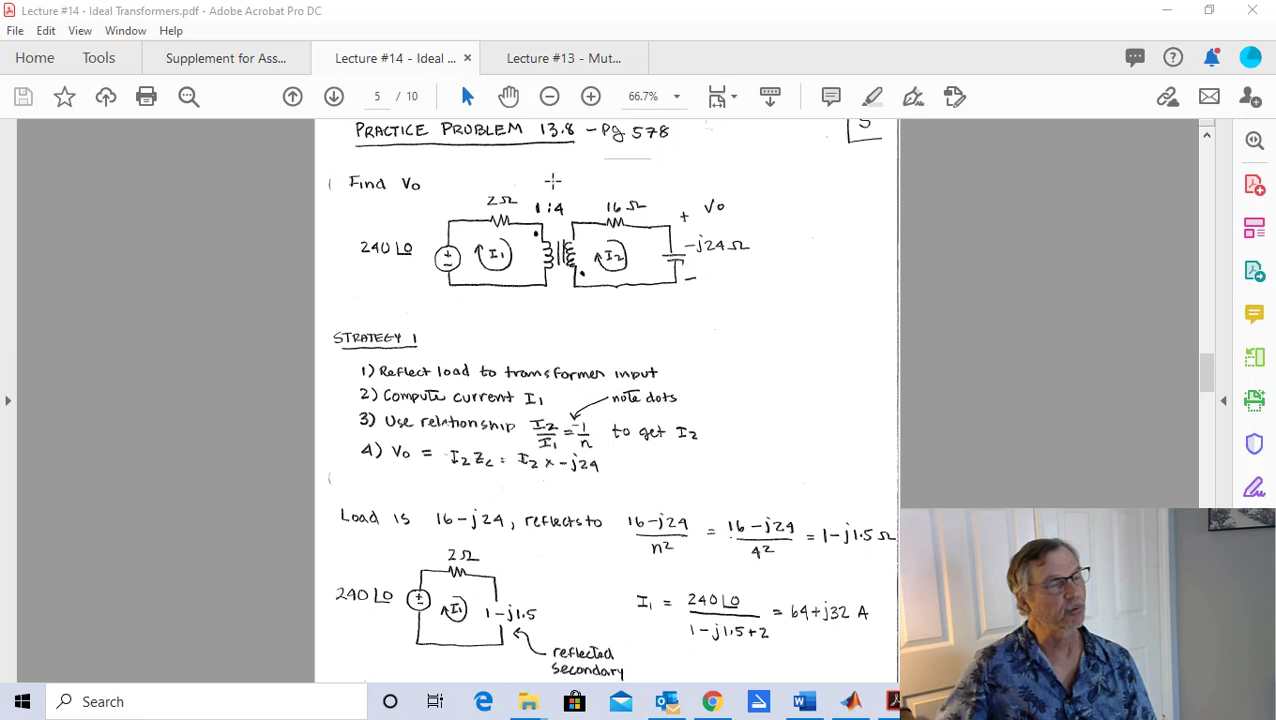 Lecture #14 - Ideal Transformers.pdf - Adobe Acrobat Pro DC
File Edit View Window Help
Home Tools Supplement for Ass... Lecture #14 - Ideal ... × Lecture #13 - Mut...
5 / 10 66.7%
PRACTICE PROBLEM 13.8 - Pg 578
5
Find Vo
2Ω 1:4 16Ω + Vo
240∠0 I1 I2 -j24Ω
-
STRATEGY 1
1) Reflect load to transformer input
2) Compute current I1 note dots
3) Use relationship I2/I1 = -1/n to get I2
4) Vo = I2 Zc = I2 x -j24
Load is 16-j24, reflects to 16-j24/n² = 16-j24/4² = 1-j1.5Ω
2Ω
240∠0 I1 1-j1.5
I1 = 240∠0/1-j1.5+2 = 64+j32 A
reflected
secondary
Search